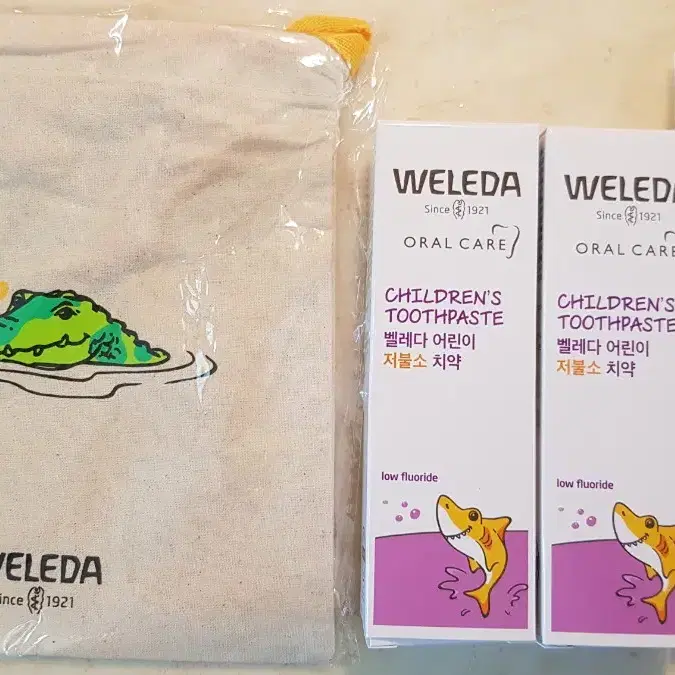 WELEDA
Since 1921
WELEDA
Since 1921
ORAL CARE
CHILDREN'S
TOOTHPASTE
벨레다 어린이
저불소 치약
low fluoride
WELEDA
Since 1921
ORAL CARE
CHILDREN'S
TOOTHPASTE
벨레다 어린이
저불소 치약
low fluoride